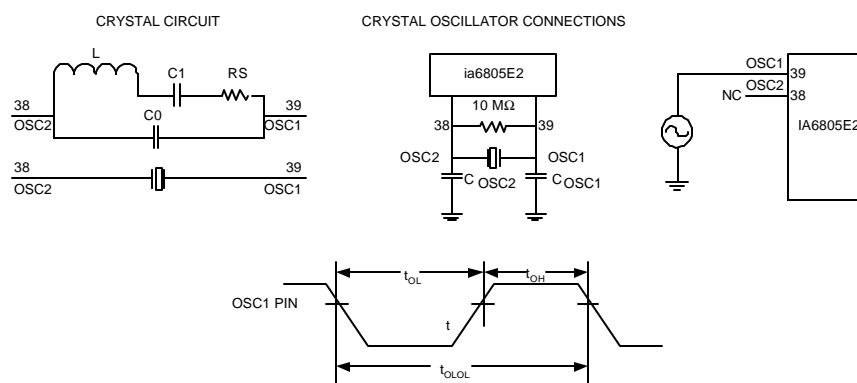 CRYSTAL CIRCUIT
CRYSTAL OSCILLATOR CONNECTIONS
L
C1
RS
38
39
OSC2
C0
OSC1
38
39
OSC2
OSC1
ia6805E2
10 MΩ
38
39
OSC2
OSC1
C OSC2
C OSC1
OSC1
39
OSC2
NC
38
IA6805E2
tOL
tOH
OSC1 PIN
t
tOLOL